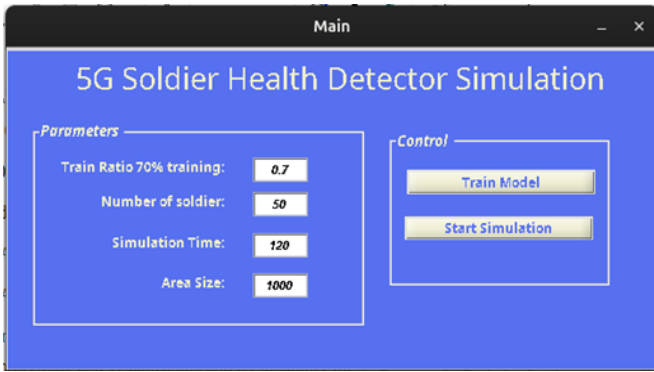 Main
5G Soldier Health Detector Simulation
Parameters
Train Ratio 70% training: 0.7
Number of soldier: 50
Simulation Time: 120
Area Size: 1000
Control
Train Model
Start Simulation